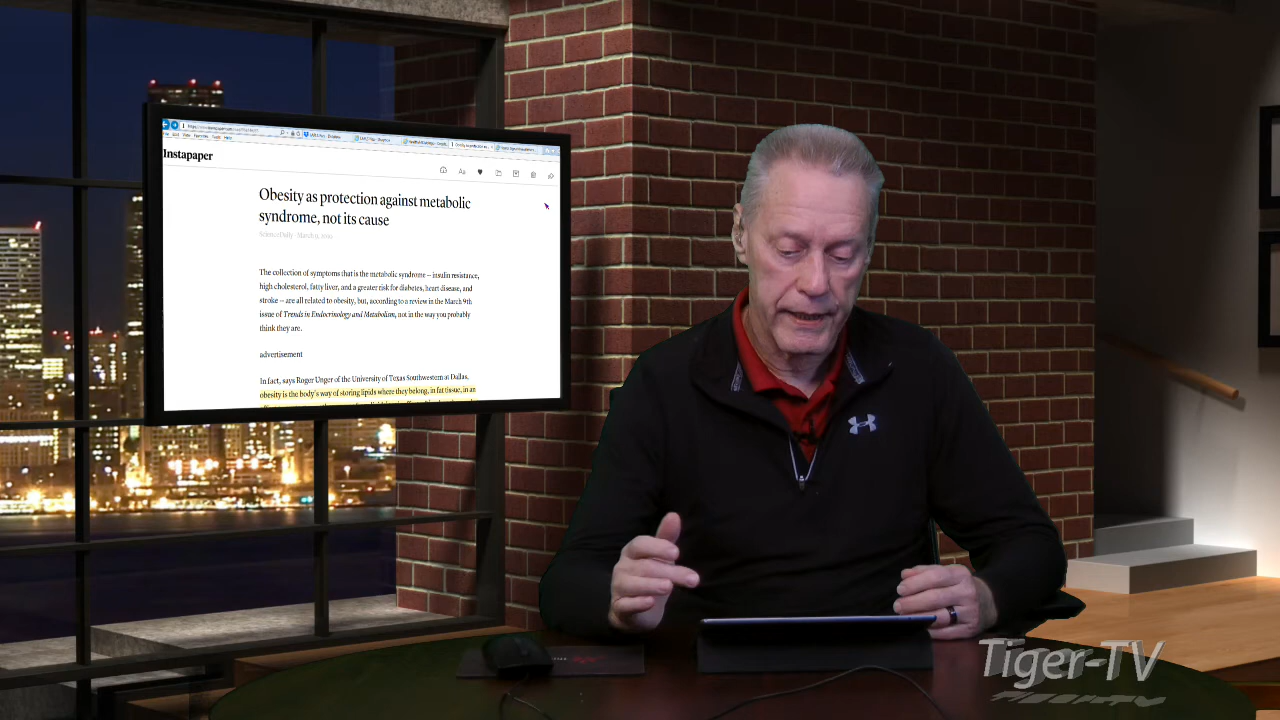 Instapaper
Obesity as protection against metabolic
syndrome, not its cause
The collection of symptoms that is the metabolic syndrome -- insulin resistance,
high cholesterol, fatty liver, and a greater risk for diabetes, heart disease, and
stroke -- are all related to obesity, but, according to a review in the March 9th
issue of Trends in Endocrinology and Metabolism, not in the way you probably
think they are.
advertisement
In fact, says Roger Unger of the University of Texas Southwestern at Dallas,
obesity is the body's way of storing lipids where they belong, in fat tissue, in an
Tiger-TV